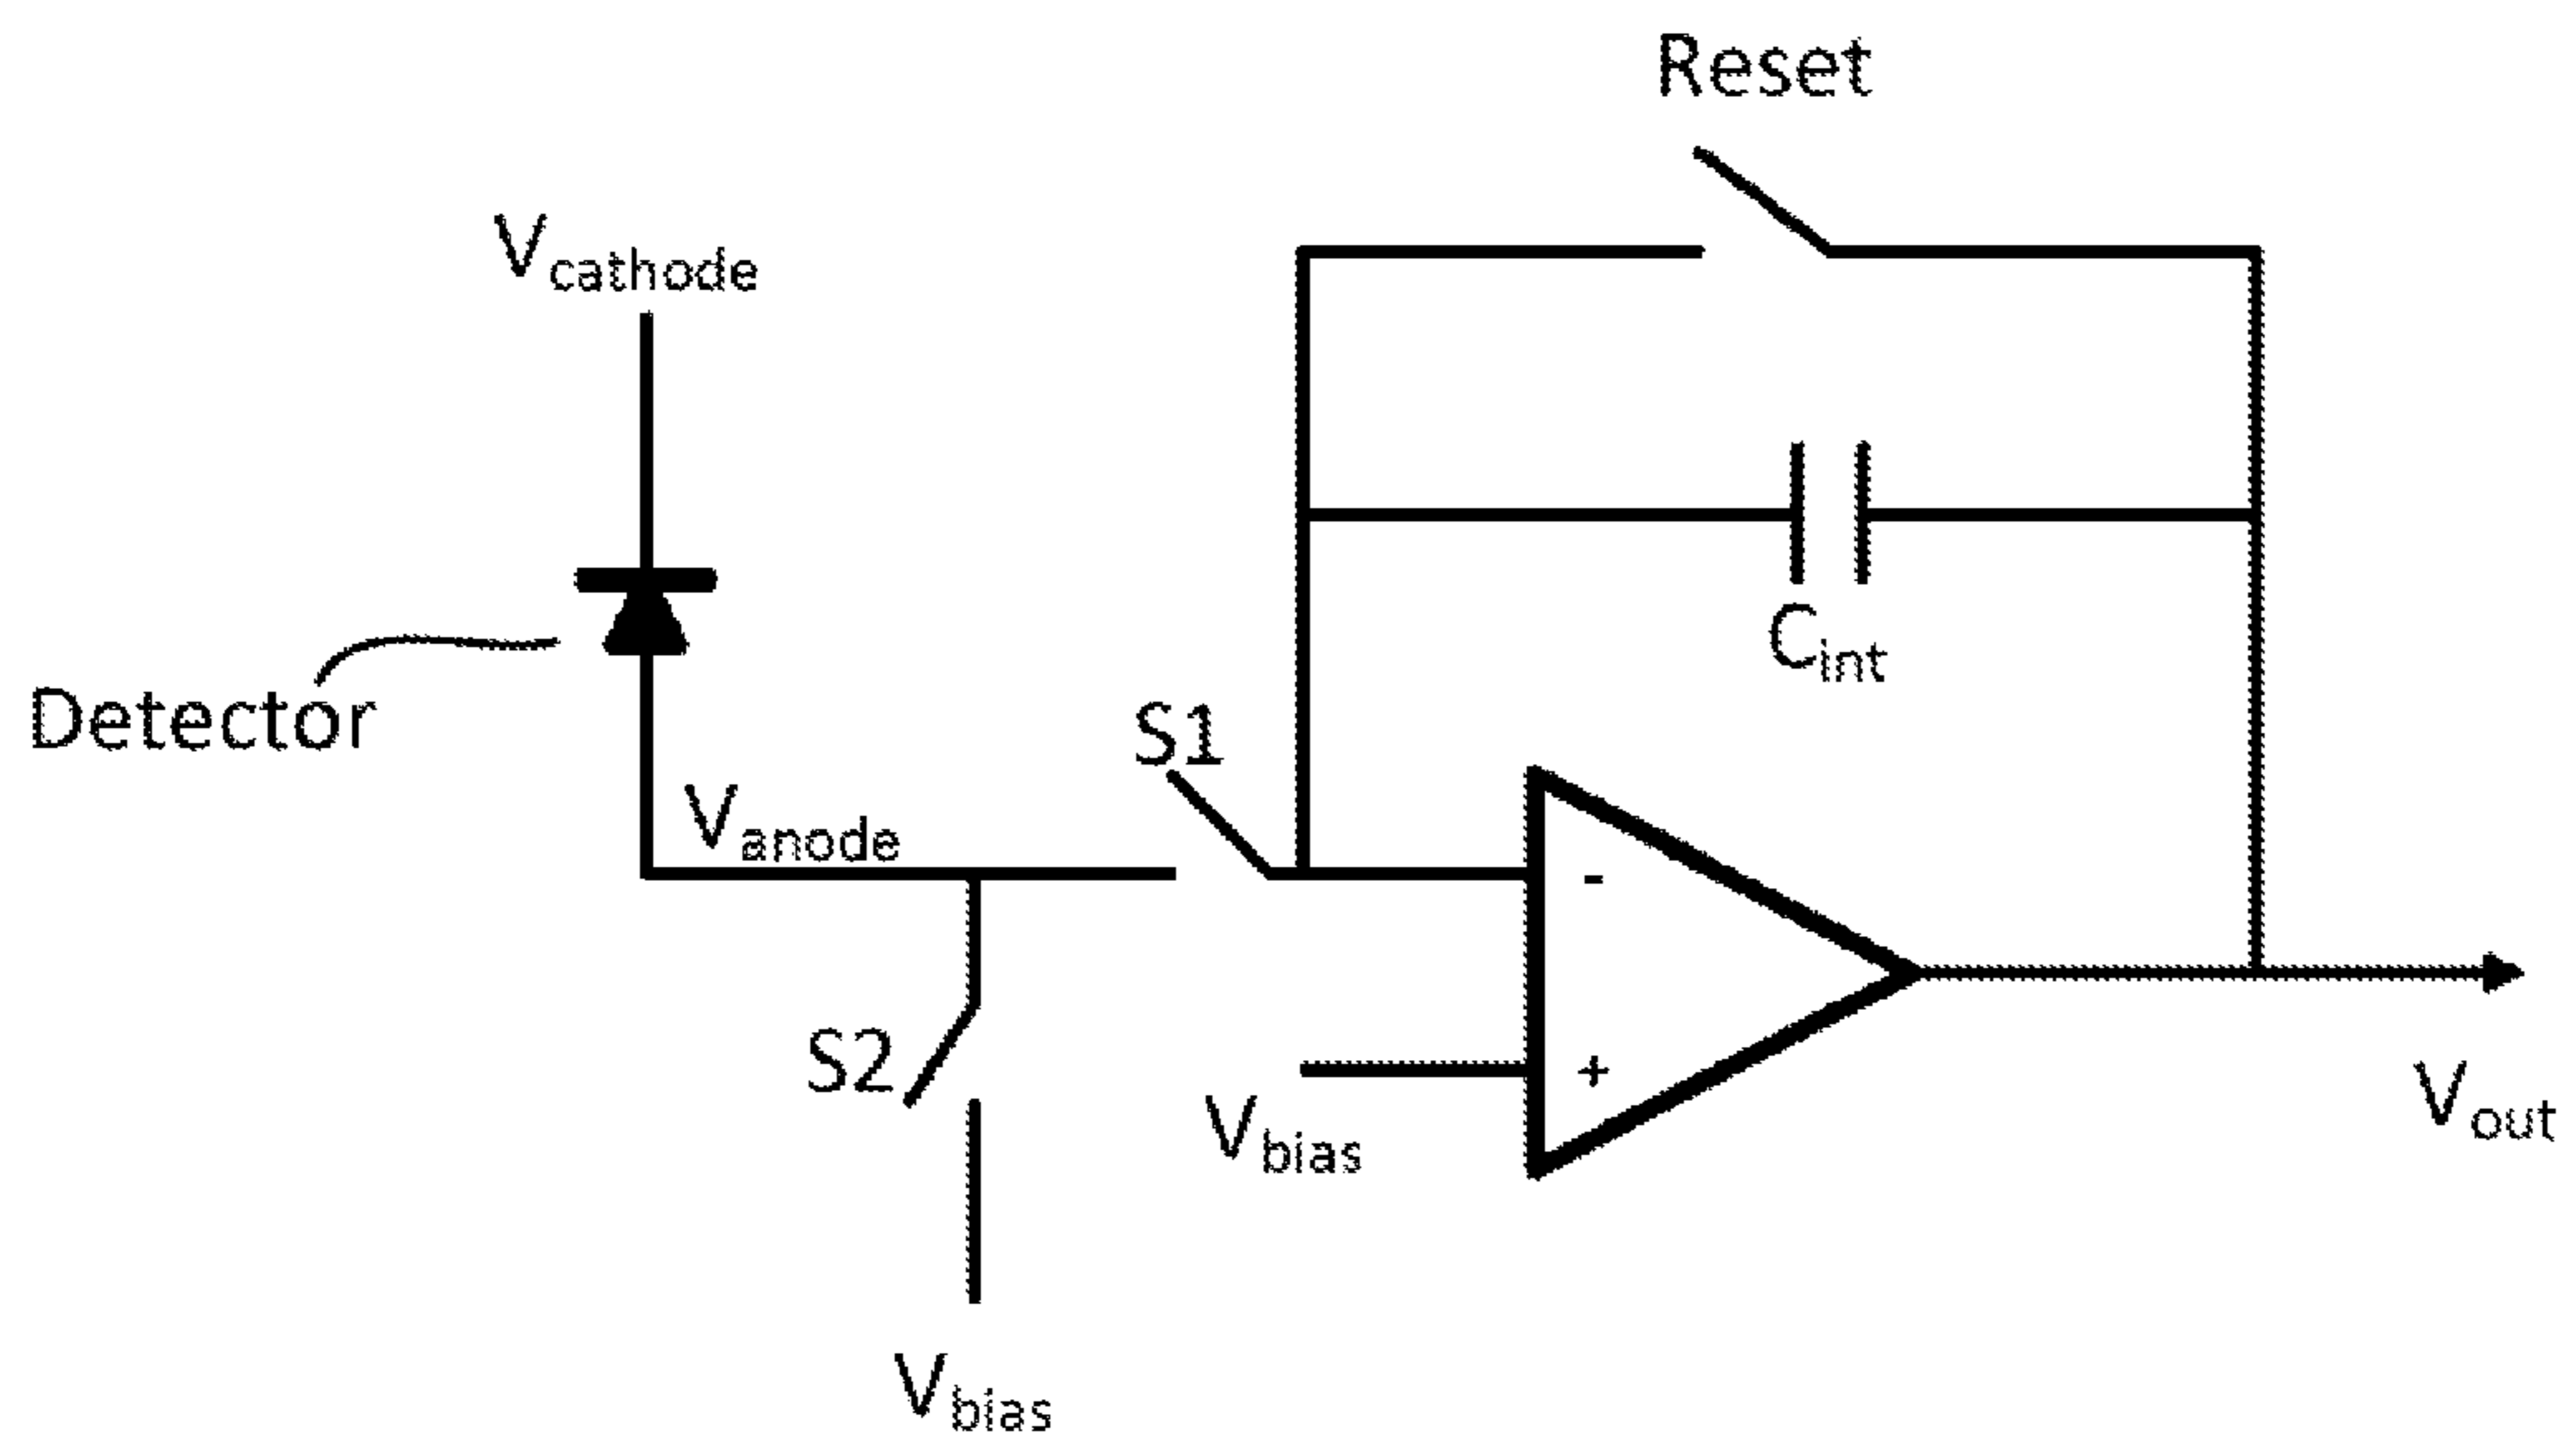 Reset
Vcathode
Cint
Detector
S1
Vanode
-
S2
+
Vbias
Vout
Vbias